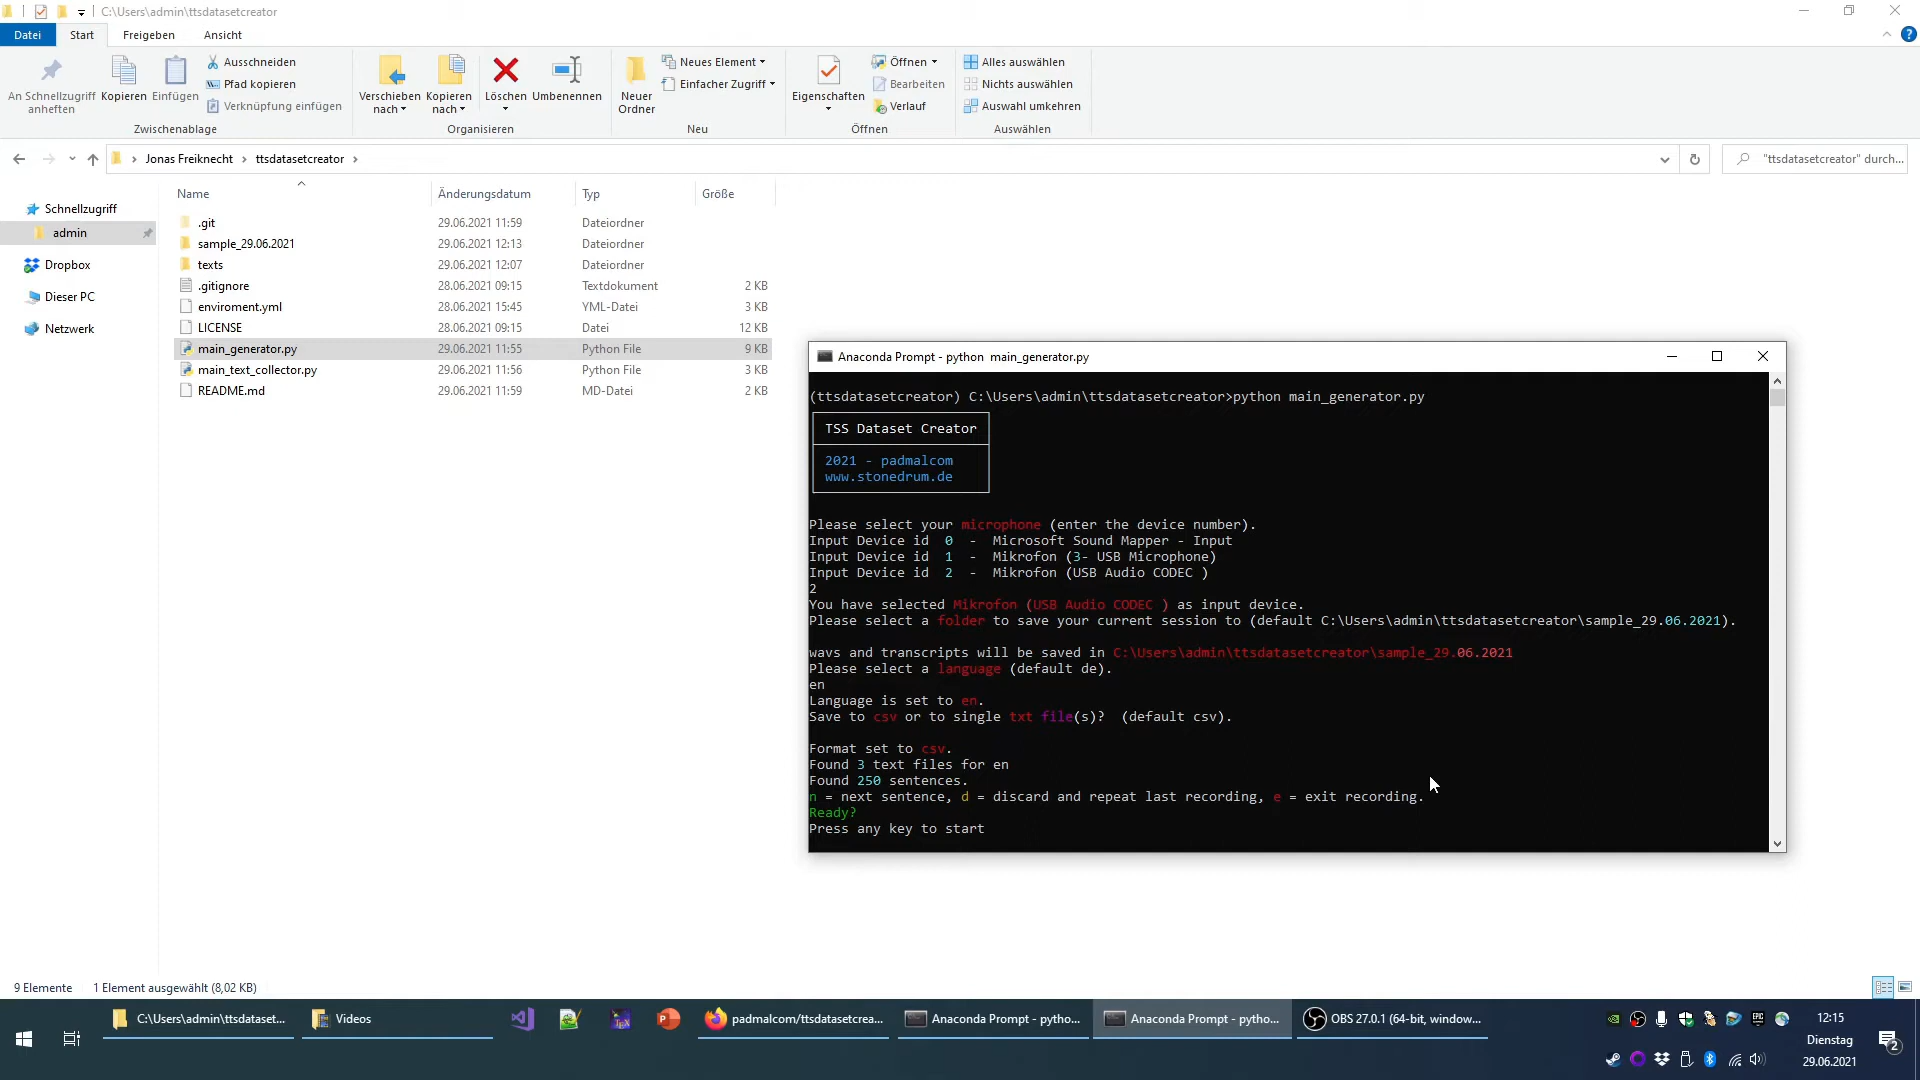 C:\Users\admin\ttsdatasetcreator
Datei Start Freigeben Ansicht
An Schnellzugriff anheften
Kopieren
Einfügen
Ausschneiden
Pfad kopieren
Verknüpfung einfügen
Zwischenablage
Verschieben nach
Kopieren nach
Löschen
Umbenennen
Organisieren
Neuer Ordner
Neues Element
Einfacher Zugriff
Neu
Eigenschaften
Öffnen
Bearbeiten
Verlauf
Öffnen
Alles auswählen
Nichts auswählen
Auswahl umkehren
Auswählen
Jonas Freiknecht > ttsdatasetcreator >
"ttsdatasetcreator" durch...
Schnellzugriff
admin
Dropbox
Dieser PC
Netzwerk
Name Änderungsdatum Typ Größe
.git 29.06.2021 11:59 Dateiordner
sample_29.06.2021 29.06.2021 12:13 Dateiordner
texts 29.06.2021 12:07 Dateiordner
.gitignore 28.06.2021 09:15 Textdokument 2 KB
enviroment.yml 28.06.2021 15:45 YML-Datei 3 KB
LICENSE 28.06.2021 09:15 Datei 12 KB
main_generator.py 29.06.2021 11:55 Python File 9 KB
main_text_collector.py 29.06.2021 11:56 Python File 3 KB
README.md 29.06.2021 11:59 MD-Datei 2 KB
Anaconda Prompt - python main_generator.py
(ttsdatasetcreator) C:\Users\admin\ttsdatasetcreator>python main_generator.py
TSS Dataset Creator
2021 - padmalcom
www.stonedrum.de
Please select your microphone (enter the device number).
Input Device id 0 - Microsoft Sound Mapper - Input
Input Device id 1 - Mikrofon (3- USB Microphone)
Input Device id 2 - Mikrofon (USB Audio CODEC )
2
You have selected Mikrofon (USB Audio CODEC ) as input device.
Please select a folder to save your current session to (default C:\Users\admin\ttsdatasetcreator\sample_29.06.2021).
wavs and transcripts will be saved in C:\Users\admin\ttsdatasetcreator\sample_29.06.2021
Please select a language (default de).
en
Language is set to en.
Save to csv or to single txt file(s)? (default csv).
Format set to csv.
Found 3 text files for en
Found 250 sentences.
n = next sentence, d = discard and repeat last recording, e = exit recording.
Ready?
Press any key to start
9 Elemente 1 Element ausgewählt (8,02 KB)
C:\Users\admin\ttsdataset...
Videos
padmalcom/ttsdatasetcrea...
Anaconda Prompt - pytho...
Anaconda Prompt - pytho...
OBS 27.0.1 (64-bit, window...
12:15
Dienstag
29.06.2021
2